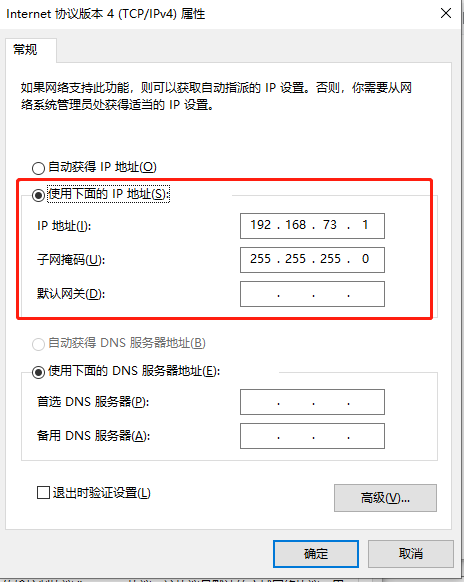 Internet 协议版本 4 (TCP/IPv4) 属性
常规
如果网络支持此功能，则可以获取自动指派的 IP 设置。否则，你需要从网
络系统管理员处获得适当的 IP 设置。
自动获得 IP 地址(O)
使用下面的 IP 地址(S):
IP 地址(I): 192 . 168 . 73 . 1
子网掩码(U): 255 . 255 . 255 . 0
默认网关(D): . . .
自动获得 DNS 服务器地址(B)
使用下面的 DNS 服务器地址(E):
首选 DNS 服务器(P): . . .
备用 DNS 服务器(A): . . .
退出时验证设置(L)
高级(V)...
确定 取消